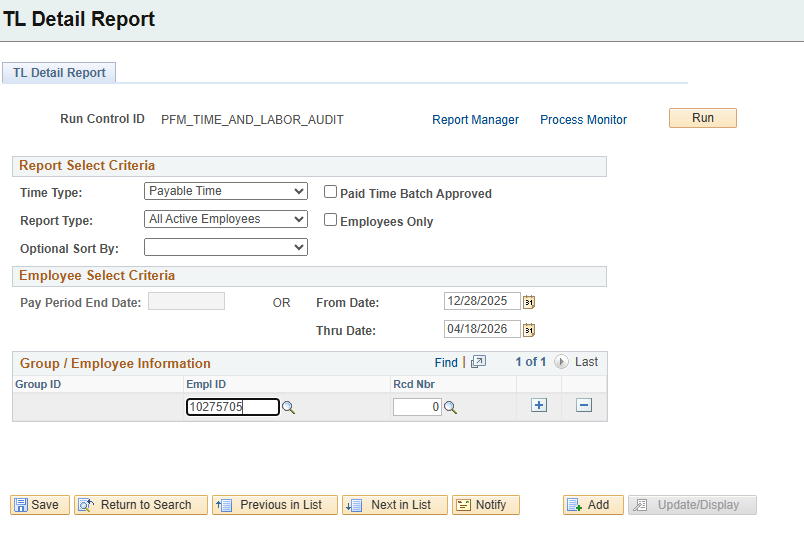 TL Detail Report
TL Detail Report
Run Control ID PFM_TIME_AND_LABOR_AUDIT Report Manager Process Monitor Run
Report Select Criteria
Time Type: Payable Time Paid Time Batch Approved
Report Type: All Active Employees Employees Only
Optional Sort By:
Employee Select Criteria
Pay Period End Date: OR From Date: 12/28/2025 31
Thru Date: 04/18/2026 31
Group / Employee Information Find | 1 of 1 Last
Group ID Empl ID Rcd Nbr
10275705 0
Save Return to Search Previous in List Next in List Notify Add Update/Display